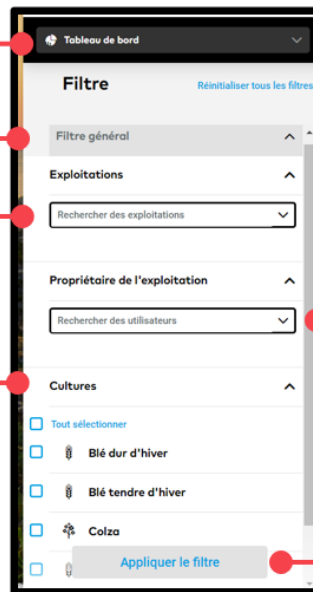 Tableau de bord
Filtre
Réinitialiser tous les filtres
Filtre général
Exploitations
Rechercher des exploitations
Propriétaire de l'exploitation
Rechercher des utilisateurs
Cultures
Tout sélectionner
Blé dur d'hiver
Blé tendre d'hiver
Colza
Appliquer le filtre